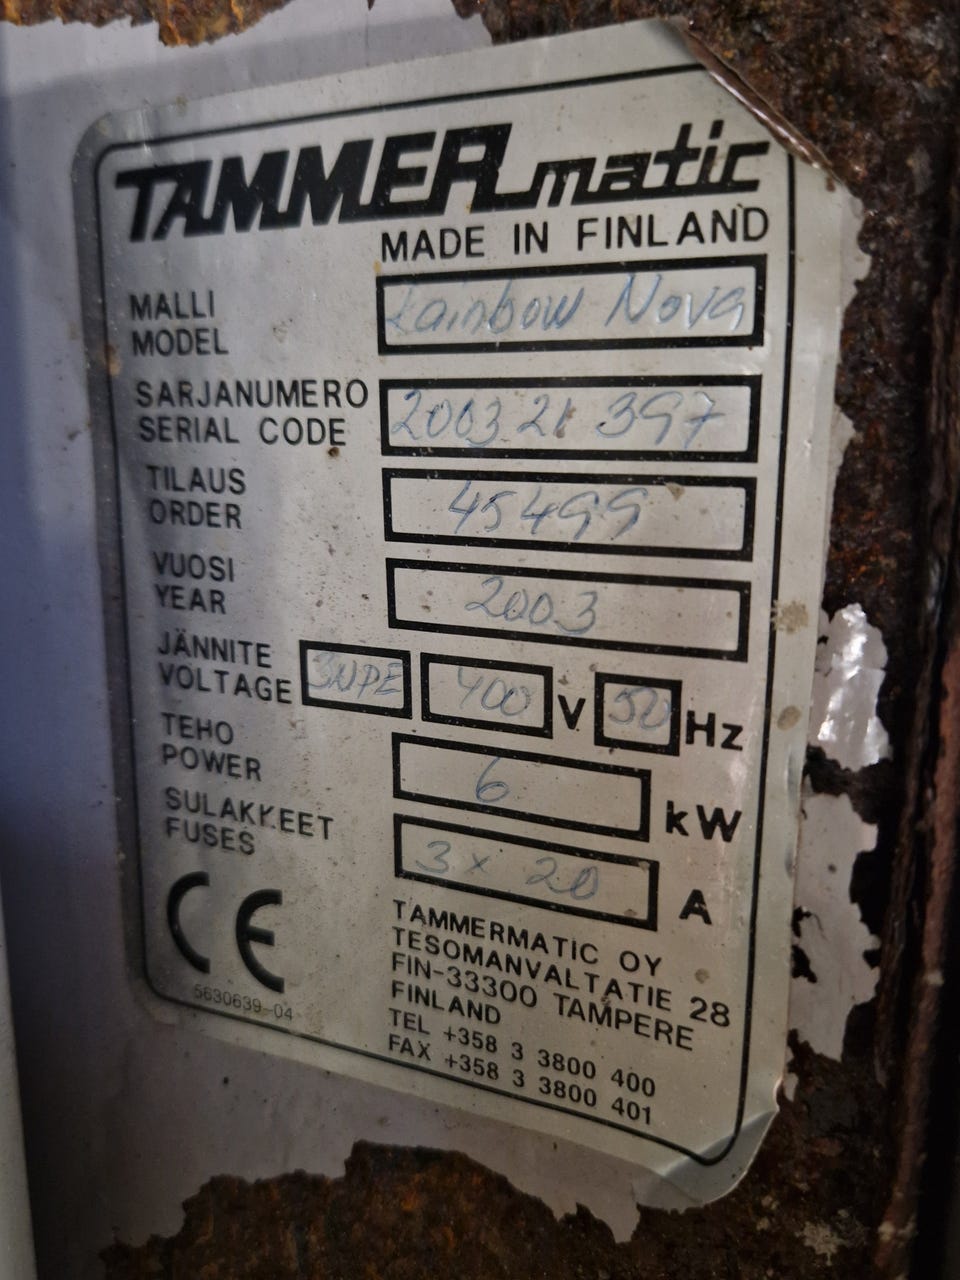 TAMMERmatic
MADE IN FINLAND
MALLI
MODEL Rainbow Nova
SARJANUMERO
SERIAL CODE 2003 21 397
TILAUS
ORDER 45499
VUOSI
YEAR 2003
JÄNNITE
VOLTAGE 3NPE 400 V 50 Hz
TEHO
POWER 6 kW
SULAKKEET
FUSES 3 x 20 A
CE
5630639-04
TAMMERMATIC OY
TESOMANVALTATIE 28
FIN-33300 TAMPERE
FINLAND
TEL +358 3 3800 400
FAX +358 3 3800 401